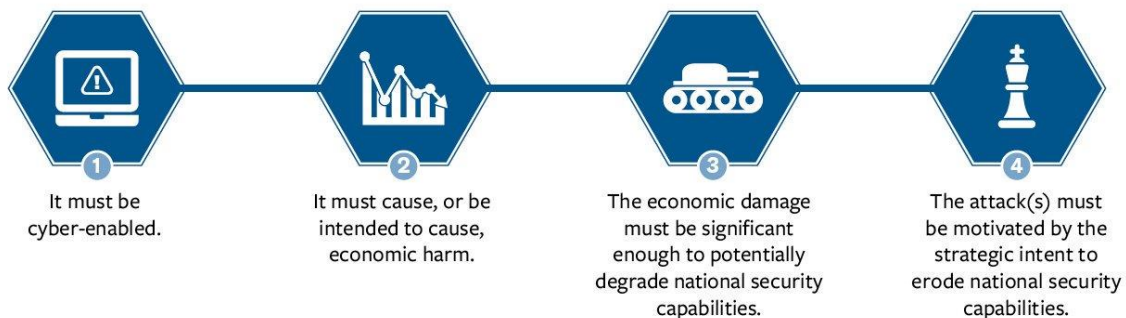 1
It must be
cyber-enabled.
2
It must cause, or be
intended to cause,
economic harm.
3
The economic damage
must be significant
enough to potentially
degrade national security
capabilities.
4
The attack(s) must
be motivated by the
strategic intent to
erode national security
capabilities.